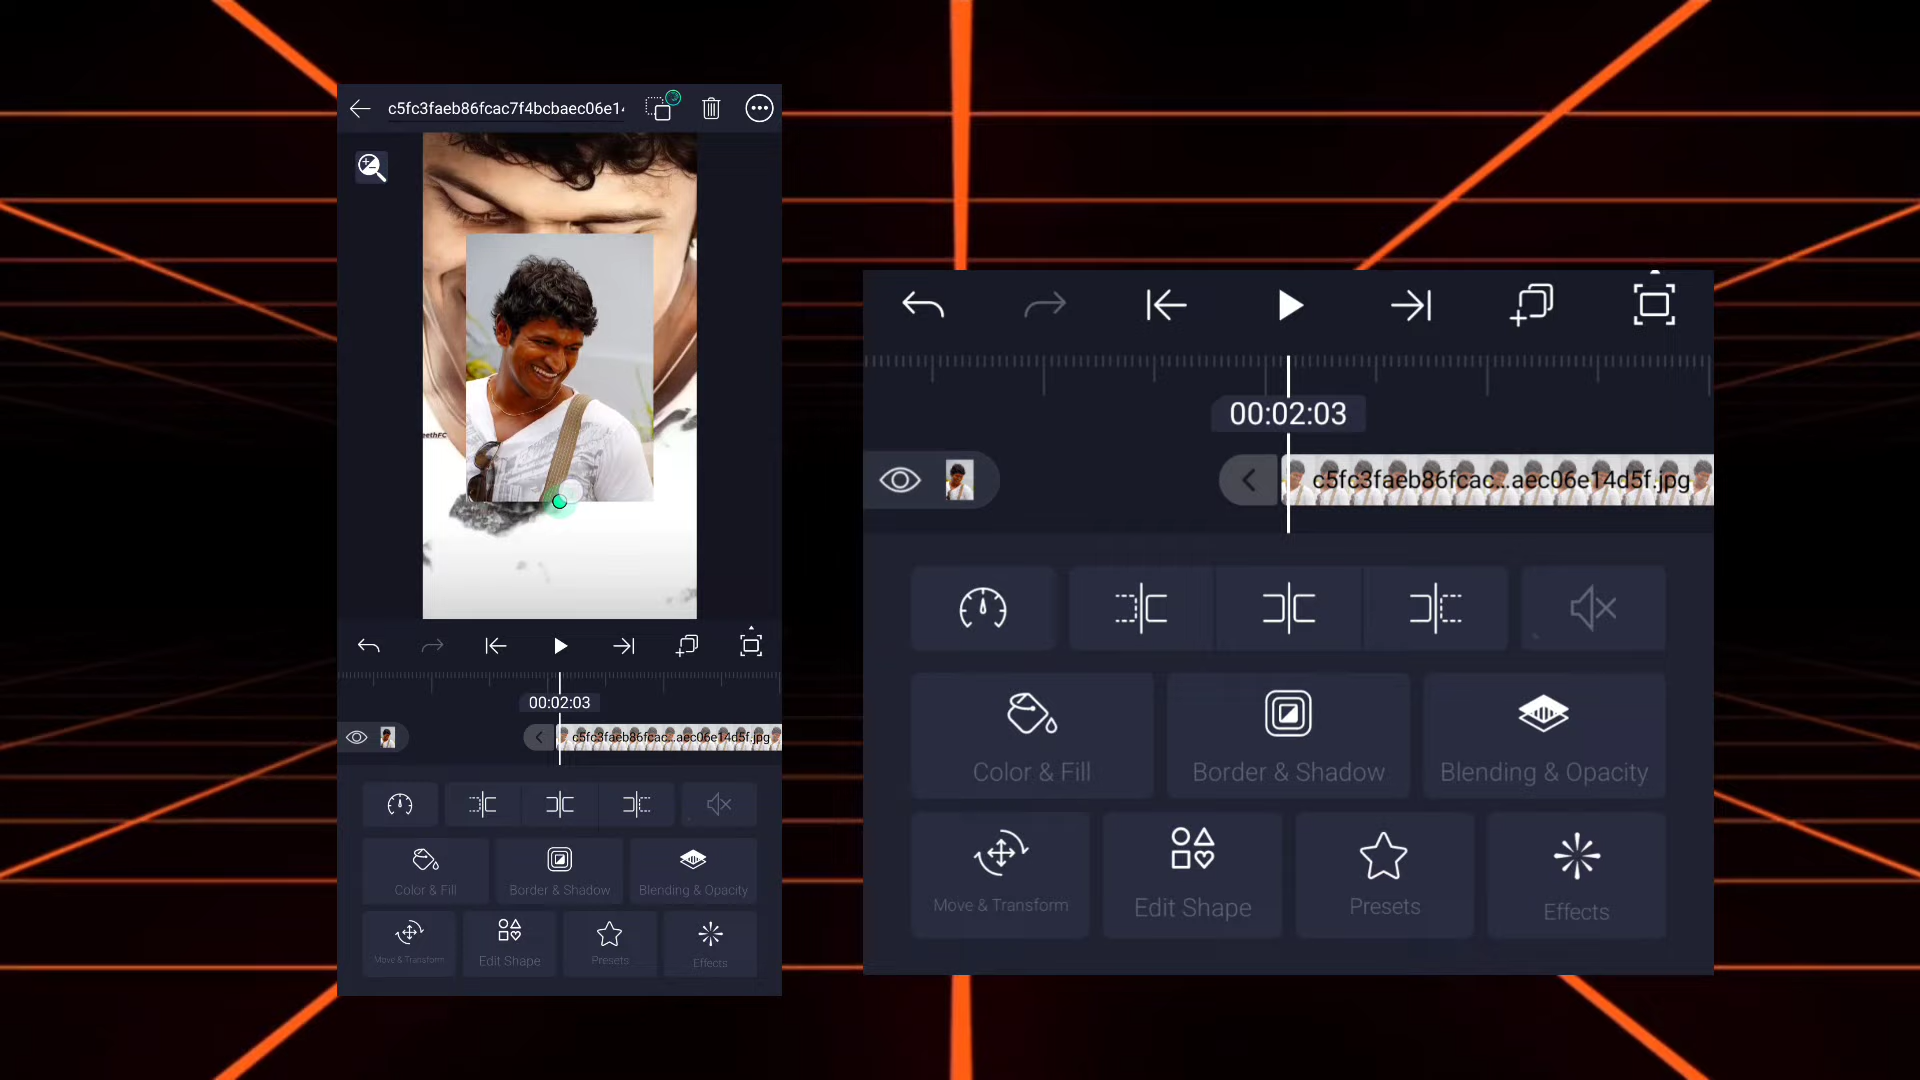 c5fc3faeb86fcac7f4bcbaec06e1
eethFC
00:02:03
c5fc3faeb86fcac...aec06e14d5f.jpg
Color & Fill
Border & Shadow
Blending & Opacity
Move & Transform
Edit Shape
Presets
Effects
00:02:03
c5fc3faeb86fcac...aec06e14d5f.jpg
Color & Fill
Border & Shadow
Blending & Opacity
Move & Transform
Edit Shape
Presets
Effects